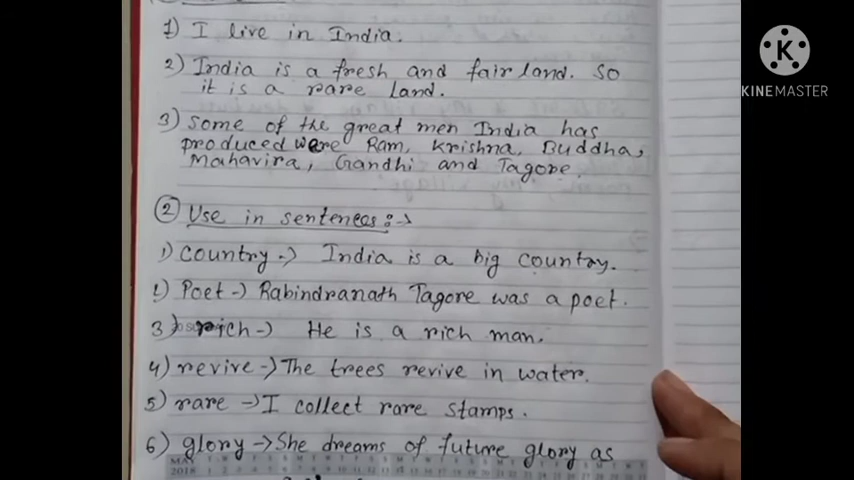 1) I live in India.
2) India is a fresh and fair land. So
it is a rare land.
3) Some of the great men India has
produced were Ram, Krishna, Buddha,
Mahavira, Gandhi and Tagore.
② Use in sentences :->
1) Country -> India is a big country.
2) Poet -> Rabindranath Tagore was a poet.
3) rich -> He is a rich man.
4) revive -> The trees revive in water.
5) rare -> I collect rare stamps.
6) glory -> She dreams of future glory as
MAY
2018
K
KINEMASTER